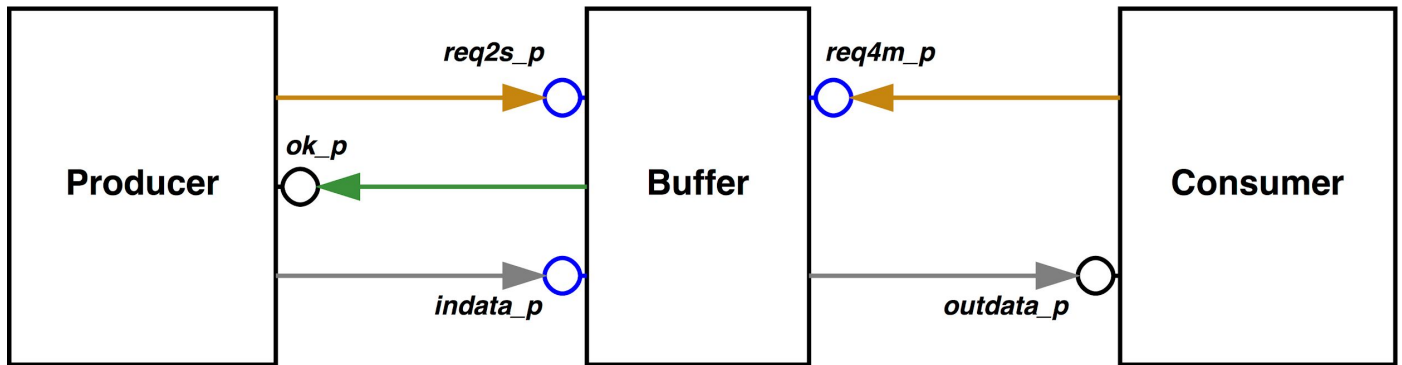 req2s_p
req4m_p
ok_p
Producer
Buffer
Consumer
indata_p
outdata_p